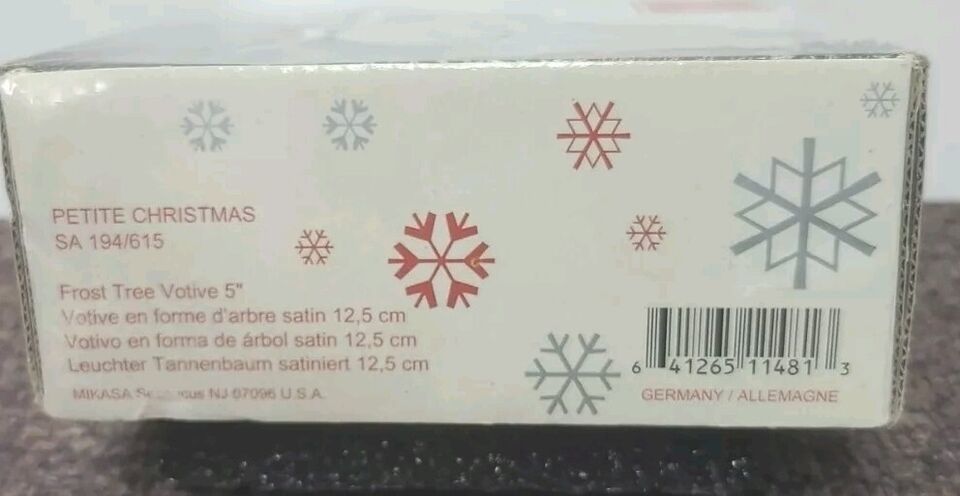 PETITE CHRISTMAS
SA 194/615
Frost Tree Votive 5"
Votive en forme d'arbre satin 12,5 cm
Votivo en forma de árbol satin 12,5 cm
Leuchter Tannenbaum satiniert 12,5 cm
MIKASA NJ 07096 U.S.A.
6 41265 11481 3
GERMANY / ALLEMAGNE